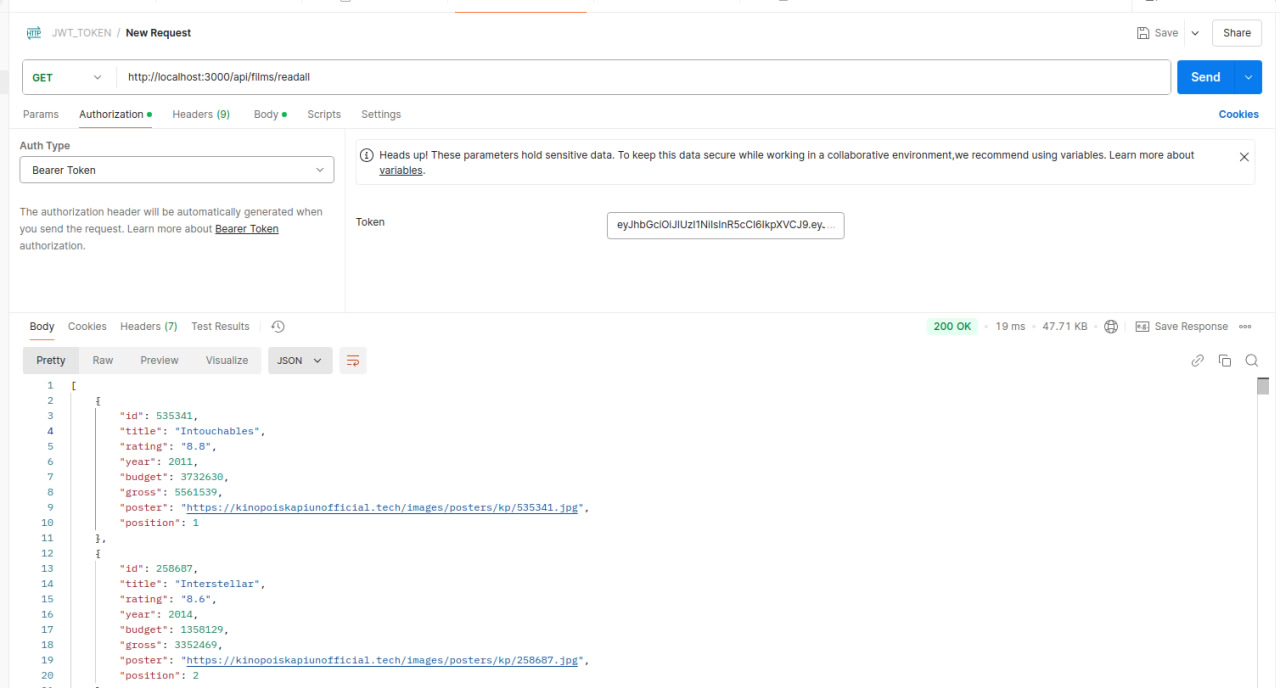 HTTP JWT_TOKEN / New Request Save Share
GET http://localhost:3000/api/films/readall Send
Params Authorization Headers (9) Body Scripts Settings Cookies
Auth Type
Bearer Token
The authorization header will be automatically generated when
you send the request. Learn more about Bearer Token
authorization.
Heads up! These parameters hold sensitive data. To keep this data secure while working in a collaborative environment,we recommend using variables. Learn more about
variables.
Token eyJhbGciOiJIUzI1NiIsInR5cCI6IkpXVCJ9.ey...
Body Cookies Headers (7) Test Results 200 OK 19 ms 47.71 KB e.g. Save Response
Pretty Raw Preview Visualize JSON
1 [
2 {
3 "id": 535341,
4 "title": "Intouchables",
5 "rating": "8.8",
6 "year": 2011,
7 "budget": 3732630,
8 "gross": 5561539,
9 "poster": "https://kinopoiskapiunofficial.tech/images/posters/kp/535341.jpg",
10 "position": 1
11 },
12 {
13 "id": 258687,
14 "title": "Interstellar",
15 "rating": "8.6",
16 "year": 2014,
17 "budget": 1358129,
18 "gross": 3352469,
19 "poster": "https://kinopoiskapiunofficial.tech/images/posters/kp/258687.jpg",
20 "position": 2